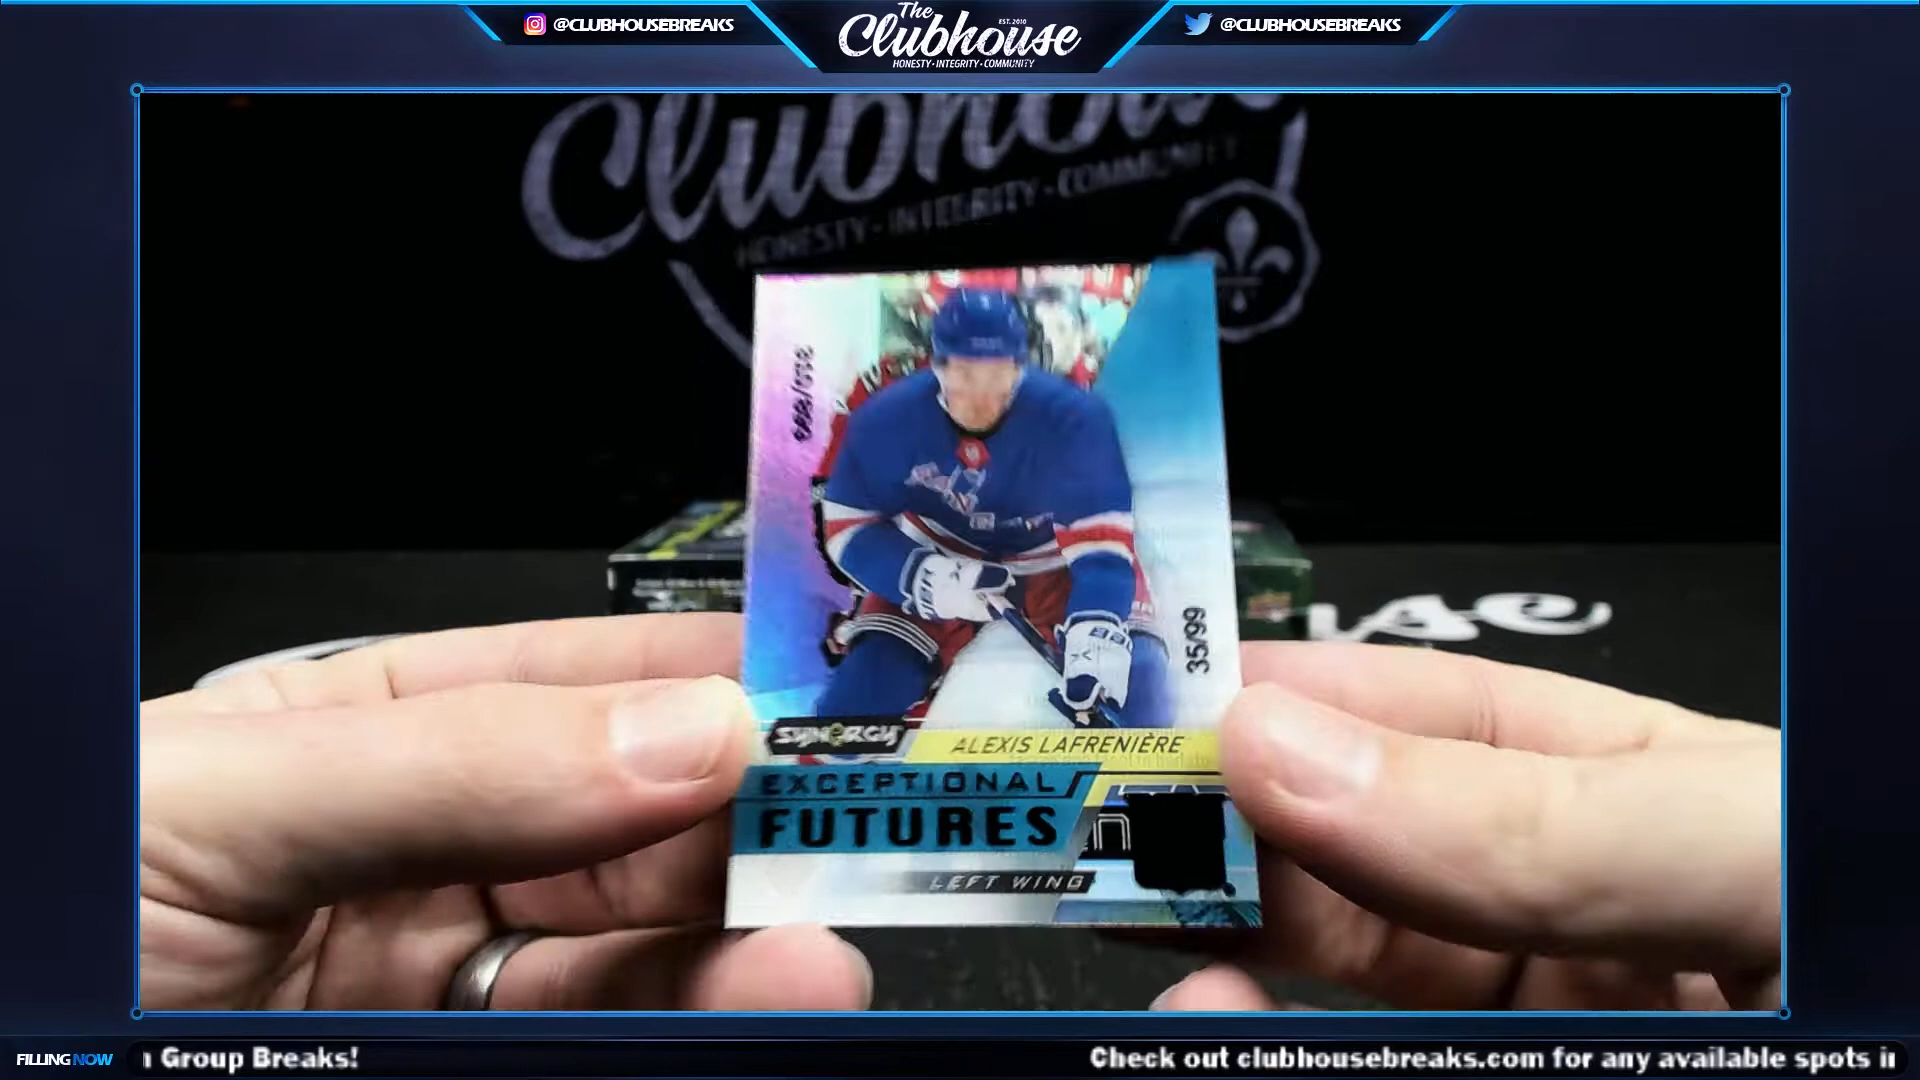 @CLUBHOUSEBREAKS
The
EST. 2010
Clubhouse
HONESTY · INTEGRITY · COMMUNITY
@CLUBHOUSEBREAKS
Clubhouse
HONESTY · INTEGRITY · COMMUNITY
35/99
SYNERGY
ALEXIS LAFRENIÈRE
EXCEPTIONAL
FUTURES
LEFT WING
FILLING NOW
n Group Breaks!
Check out clubhousebreaks.com for any available spots in